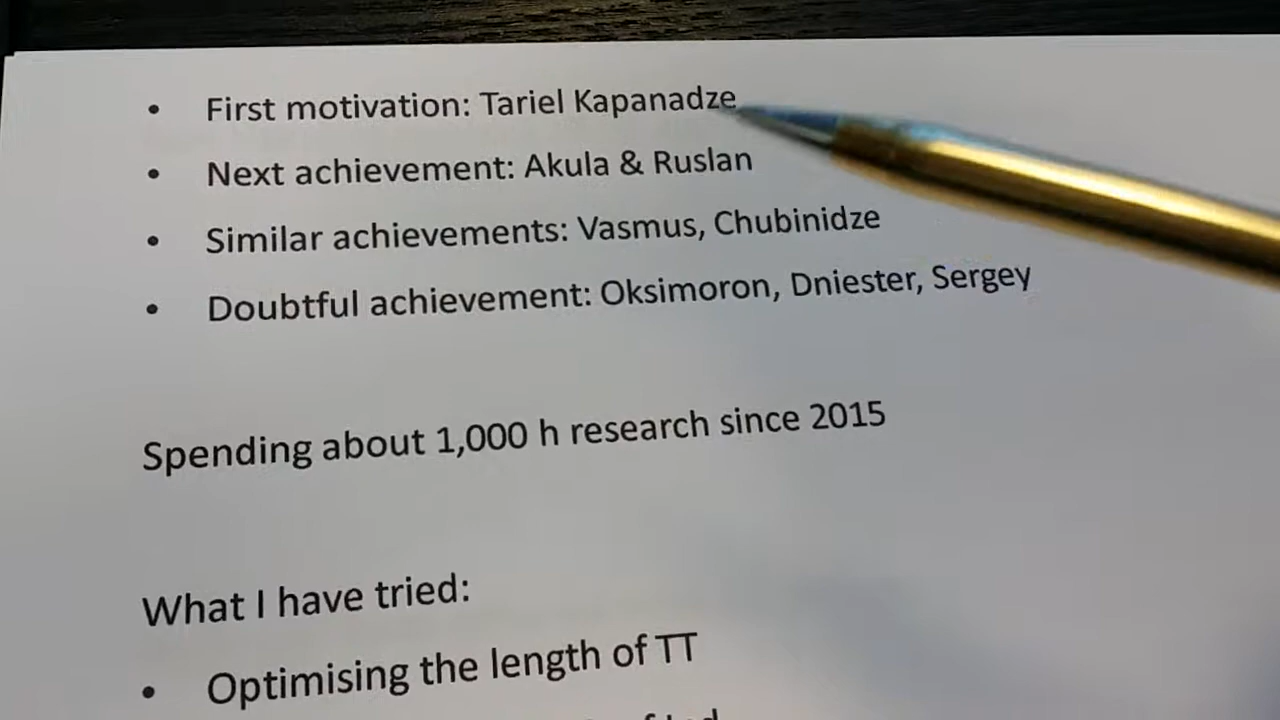 • First motivation: Tariel Kapanadze
• Next achievement: Akula & Ruslan
• Similar achievements: Vasmus, Chubinidze
• Doubtful achievement: Oksimoron, Dniester, Sergey
Spending about 1,000 h research since 2015
What I have tried:
• Optimising the length of TT